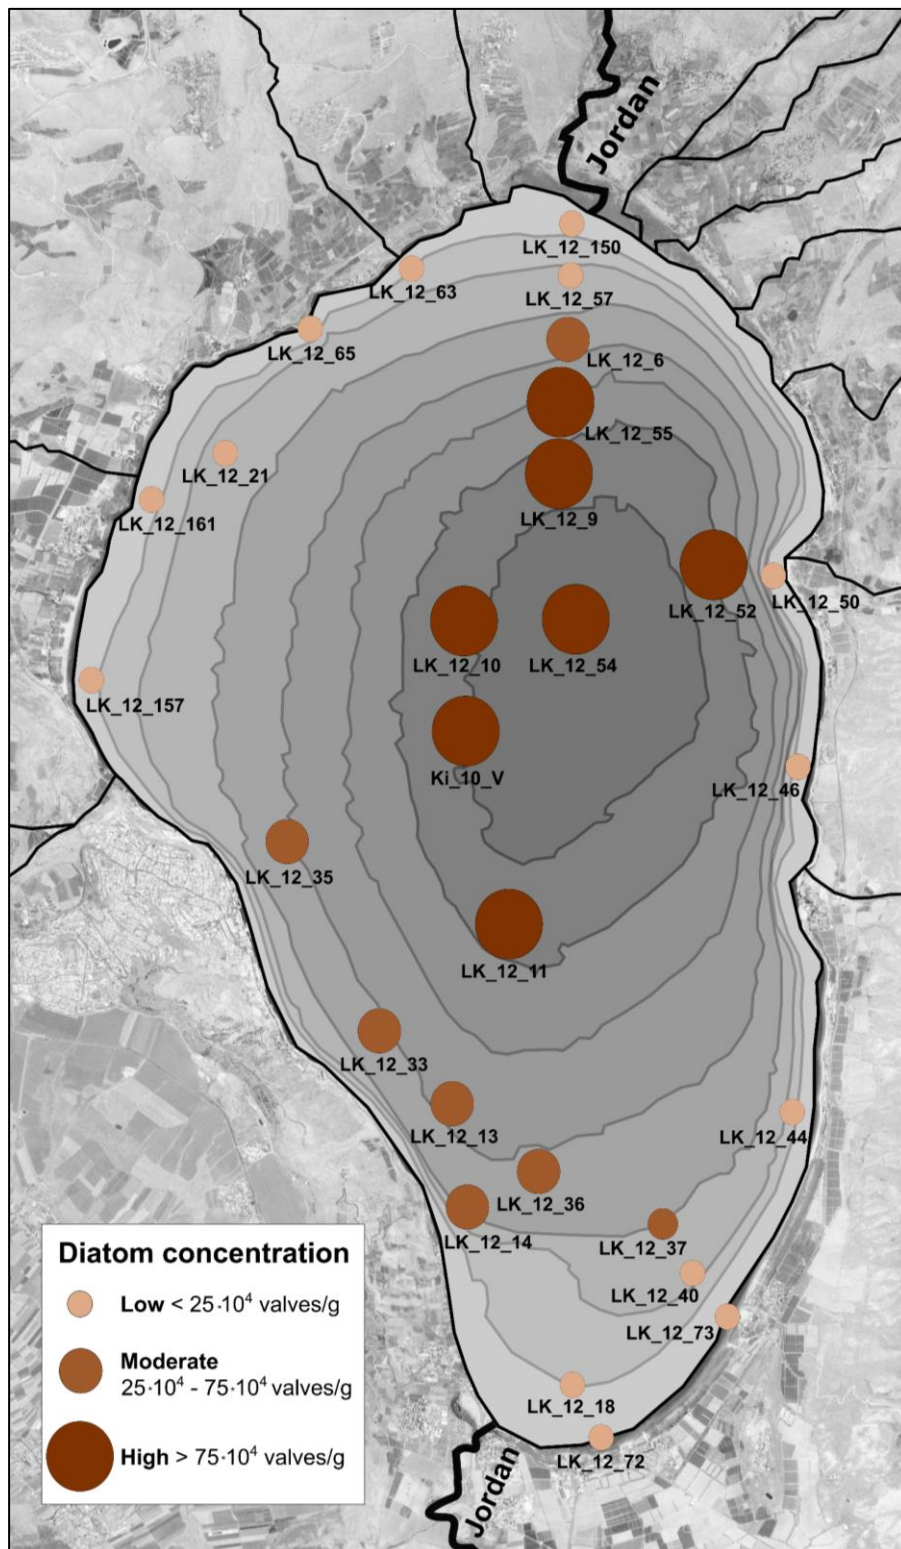 Jordan
LK_12_150
LK_12_63
LK_12_57
LK_12_65
LK_12_6
LK_12_55
LK_12_21
LK_12_9
LK_12_161
LK_12_52
LK_12_50
LK_12_10
LK_12_54
LK_12_157
Ki_10_V
LK_12_46
LK_12_35
LK_12_11
LK_12_33
LK_12_13
LK_12_44
LK_12_36
LK_12_14
LK_12_37
LK_12_40
LK_12_73
LK_12_18
LK_12_72
Jordan
Diatom concentration
Low < 25·10⁴ valves/g
Moderate
25·10⁴ - 75·10⁴ valves/g
High > 75·10⁴ valves/g